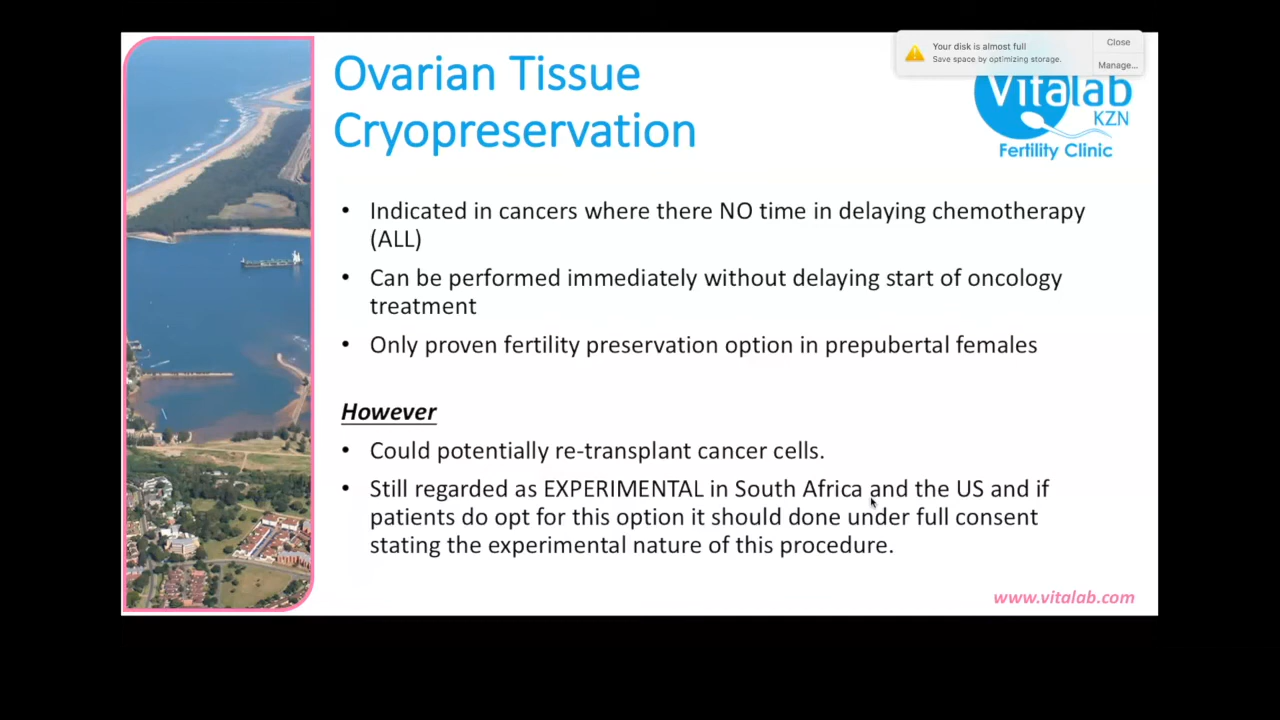 Ovarian Tissue
Cryopreservation
Your disk is almost full
Save space by optimizing storage.
Close
Manage...
Vitalab
KZN
Fertility Clinic
• Indicated in cancers where there NO time in delaying chemotherapy
(ALL)
• Can be performed immediately without delaying start of oncology
treatment
• Only proven fertility preservation option in prepubertal females
However
• Could potentially re-transplant cancer cells.
• Still regarded as EXPERIMENTAL in South Africa and the US and if
patients do opt for this option it should done under full consent
stating the experimental nature of this procedure.
www.vitalab.com